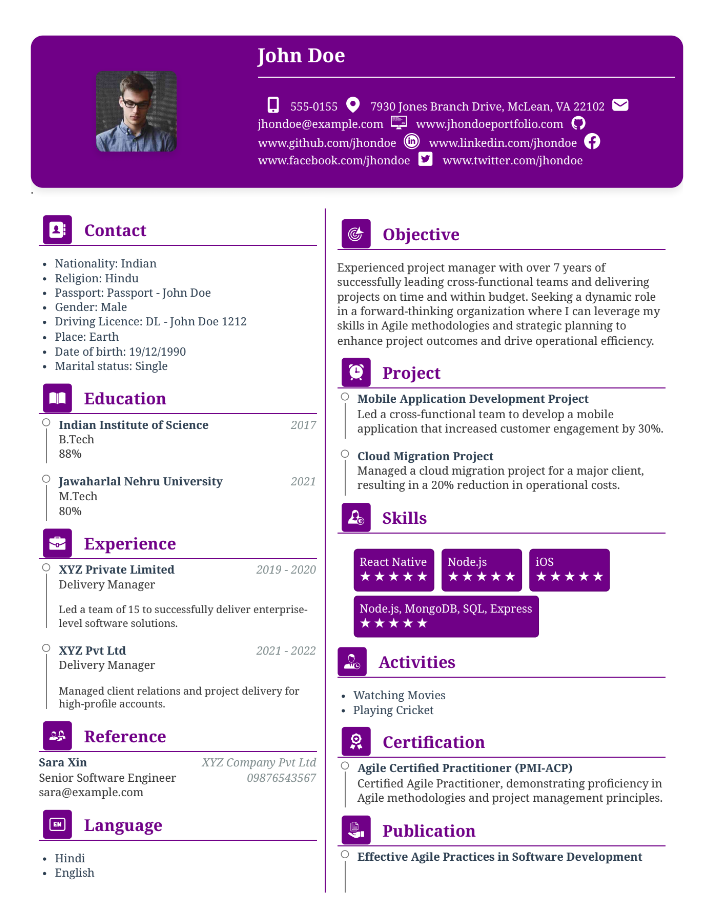 John Doe
555-0155 7930 Jones Branch Drive, McLean, VA 22102
jhondoe@example.com www.jhondoeportfolio.com
www.github.com/jhondoe www.linkedin.com/jhondoe
www.facebook.com/jhondoe www.twitter.com/jhondoe
.
Contact
• Nationality: Indian
• Religion: Hindu
• Passport: Passport - John Doe
• Gender: Male
• Driving Licence: DL - John Doe 1212
• Place: Earth
• Date of birth: 19/12/1990
• Marital status: Single
Education
Indian Institute of Science 2017
B.Tech
88%
Jawaharlal Nehru University 2021
M.Tech
80%
Experience
XYZ Private Limited 2019 - 2020
Delivery Manager
Led a team of 15 to successfully deliver enterprise-
level software solutions.
XYZ Pvt Ltd 2021 - 2022
Delivery Manager
Managed client relations and project delivery for
high-profile accounts.
Reference
Sara Xin XYZ Company Pvt Ltd
Senior Software Engineer 09876543567
sara@example.com
EN Language
• Hindi
• English
Objective
Experienced project manager with over 7 years of
successfully leading cross-functional teams and delivering
projects on time and within budget. Seeking a dynamic role
in a forward-thinking organization where I can leverage my
skills in Agile methodologies and strategic planning to
enhance project outcomes and drive operational efficiency.
Project
Mobile Application Development Project
Led a cross-functional team to develop a mobile
application that increased customer engagement by 30%.
Cloud Migration Project
Managed a cloud migration project for a major client,
resulting in a 20% reduction in operational costs.
Skills
React Native Node.js iOS
★★★★★ ★★★★★ ★★★★★
Node.js, MongoDB, SQL, Express
★★★★★
Activities
• Watching Movies
• Playing Cricket
Certification
Agile Certified Practitioner (PMI-ACP)
Certified Agile Practitioner, demonstrating proficiency in
Agile methodologies and project management principles.
Publication
Effective Agile Practices in Software Development